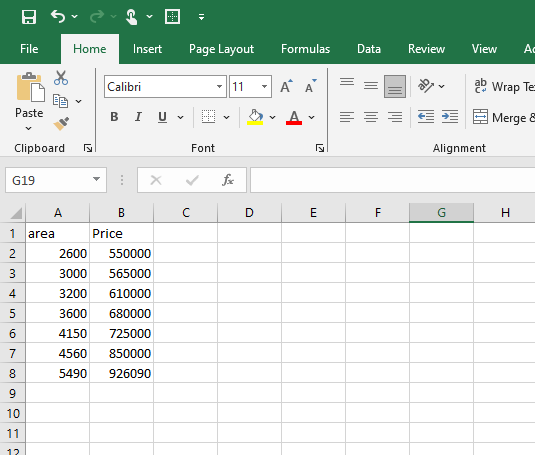 File Home Insert Page Layout Formulas Data Review View
Paste
Calibri 11
B I U A
ab Wrap
Merge &
Clipboard Font Alignment
G19 fx
A B C D E F G H
1 area Price
2 2600 550000
3 3000 565000
4 3200 610000
5 3600 680000
6 4150 725000
7 4560 850000
8 5490 926090
9
10
11
12